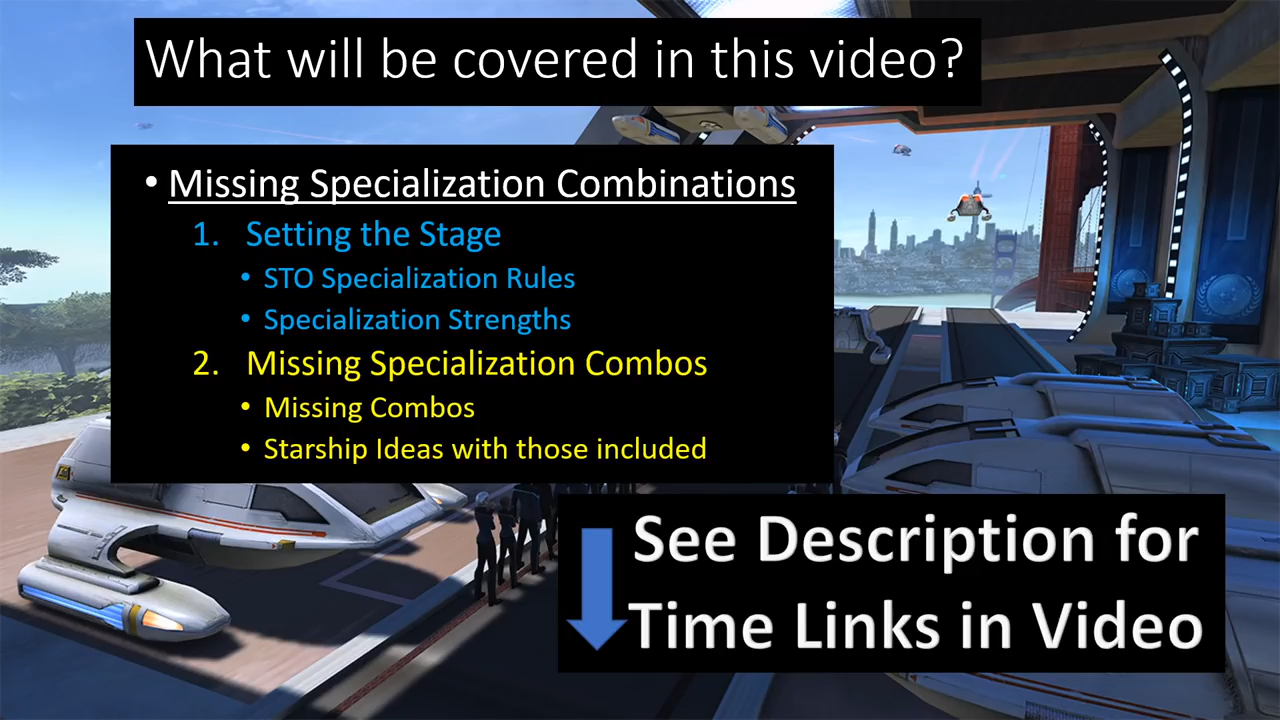 What will be covered in this video?
• Missing Specialization Combinations
1. Setting the Stage
• STO Specialization Rules
• Specialization Strengths
2. Missing Specialization Combos
• Missing Combos
• Starship Ideas with those included
See Description for
Time Links in Video